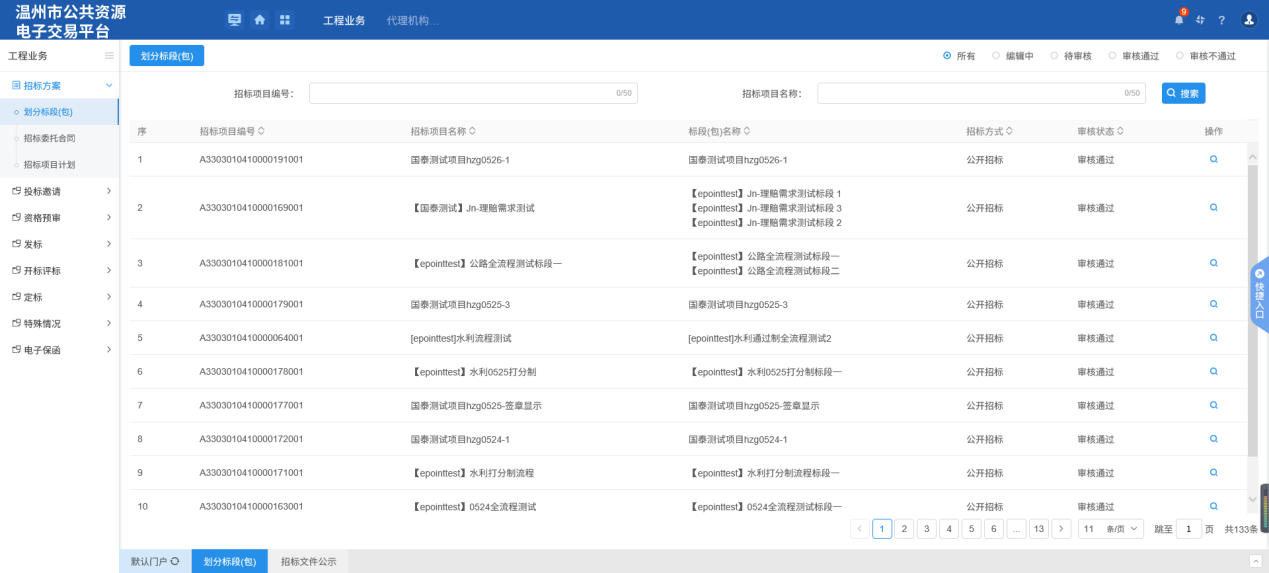 温州市公共资源
电子交易平台
工程业务 代理机构...
9
工程业务
招标方案
划分标段(包)
招标委托合同
招标项目计划
投标邀请
资格预审
发标
开标评标
定标
特殊情况
电子保函
划分标段(包)
所有 编辑中 待审核 审核通过 审核不通过
招标项目编号： 0/50 招标项目名称： 0/50 搜索
序 招标项目编号 招标项目名称 标段(包)名称 招标方式 审核状态 操作
1 A3303010410000191001 国泰测试项目hzg0526-1 国泰测试项目hzg0526-1 公开招标 审核通过
2 A3303010410000169001 【国泰测试】Jn-理赔需求测试 【epointtest】Jn-理赔需求测试标段 1 公开招标 审核通过
【epointtest】Jn-理赔需求测试标段 3
【epointtest】Jn-理赔需求测试标段 2
3 A3303010410000181001 【epointtest】公路全流程测试标段一 【epointtest】公路全流程测试标段一 公开招标 审核通过
【epointtest】公路全流程测试标段二
4 A3303010410000179001 国泰测试项目hzg0525-3 国泰测试项目hzg0525-3 公开招标 审核通过
5 A3303010410000064001 [epointtest]水利流程测试 [epointtest]水利通过制全流程测试2 公开招标 审核通过
6 A3303010410000178001 【epointtest】水利0525打分制 【epointtest】水利0525打分制标段一 公开招标 审核通过
7 A3303010410000177001 国泰测试项目hzg0525-签章显示 国泰测试项目hzg0525-签章显示 公开招标 审核通过
8 A3303010410000172001 国泰测试项目hzg0524-1 国泰测试项目hzg0524-1 公开招标 审核通过
9 A3303010410000171001 【epointtest】水利打分制流程 【epointtest】水利打分制流程标段一 公开招标 审核通过
10 A3303010410000163001 【epointtest】0524全流程测试 【epointtest】0524全流程测试标段一 公开招标 审核通过
1 2 3 4 5 6 ... 13 11 条/页 跳至 1 页 共133条
快捷入口
默认门户 划分标段(包) 招标文件公示